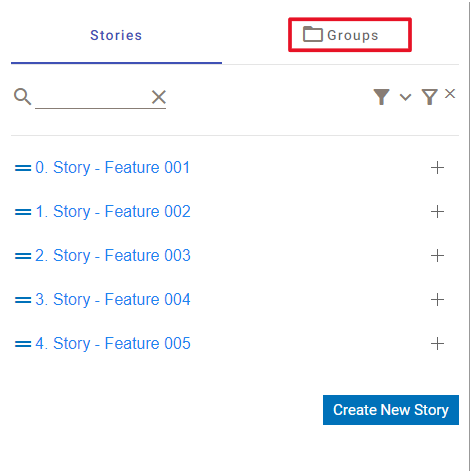 Stories
Groups
0. Story - Feature 001
1. Story - Feature 002
2. Story - Feature 003
3. Story - Feature 004
4. Story - Feature 005
Create New Story